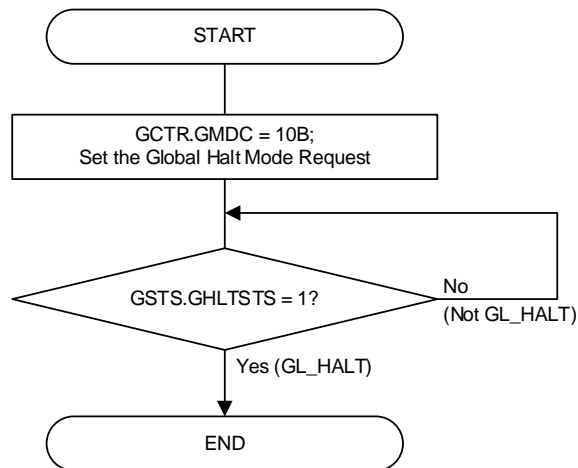 START
GCTR.GMDC = 10B;
Set the Global Halt Mode Request
GSTS.GHLTSTS = 1?
No
(Not GL_HALT)
Yes (GL_HALT)
END